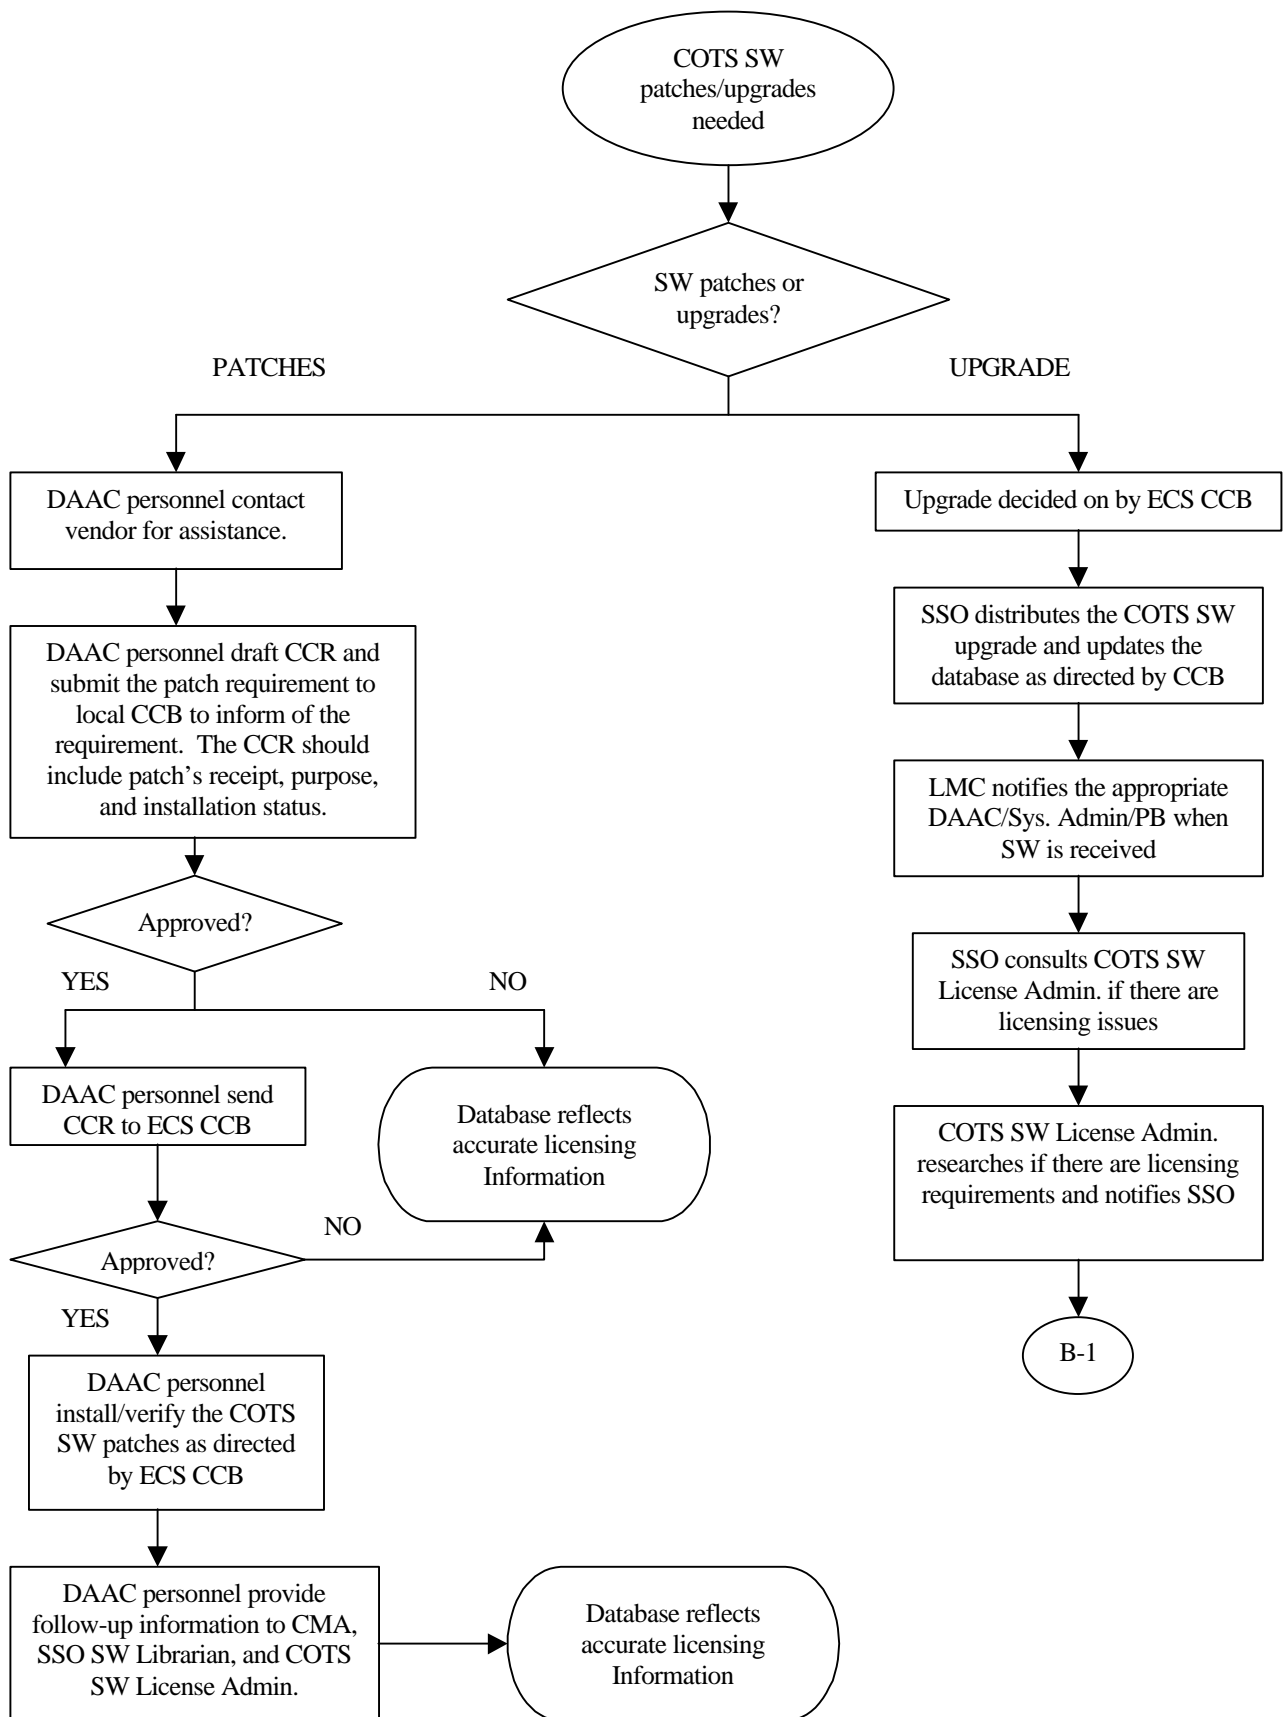 COTS SW
patches/upgrades
needed
SW patches or
upgrades?
PATCHES
UPGRADE
DAAC personnel contact
vendor for assistance.
DAAC personnel draft CCR and
submit the patch requirement to
local CCB to inform of the
requirement.  The CCR should
include patch's receipt, purpose,
and installation status.
Approved?
YES
NO
DAAC personnel send
CCR to ECS CCB
Database reflects
accurate licensing
Information
Approved?
NO
YES
DAAC personnel
install/verify the COTS
SW patches as directed
by ECS CCB
DAAC personnel provide
follow-up information to CMA,
SSO SW Librarian, and COTS
SW License Admin.
Database reflects
accurate licensing
Information
Upgrade decided on by ECS CCB
SSO distributes the COTS SW
upgrade and updates the
database as directed by CCB
LMC notifies the appropriate
DAAC/Sys. Admin/PB when
SW is received
SSO consults COTS SW
License Admin. if there are
licensing issues
COTS SW License Admin.
researches if there are licensing
requirements and notifies SSO
B-1